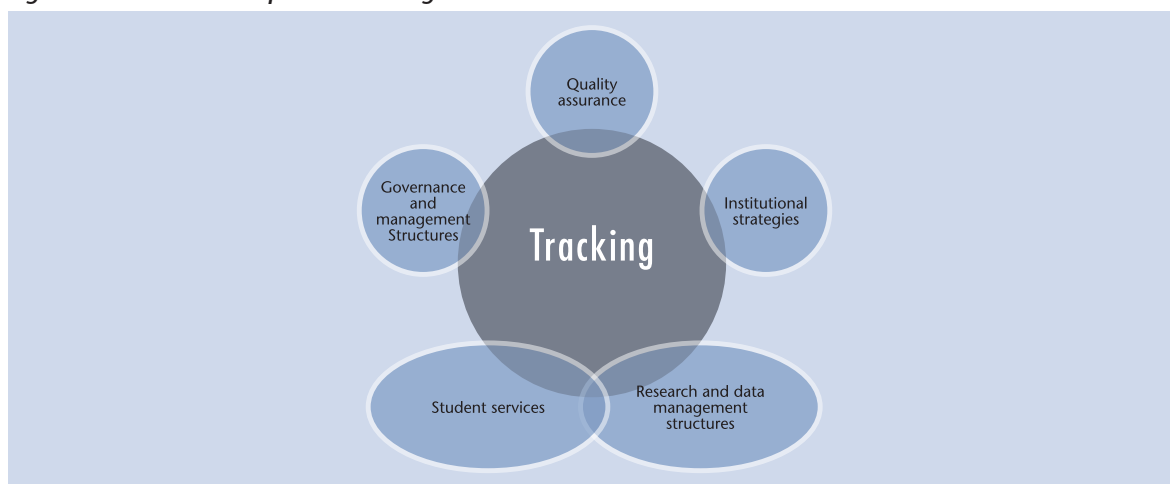 Quality
assurance
Governance
and
management
Structures
Institutional
strategies
Tracking
Student services
Research and data
management
structures